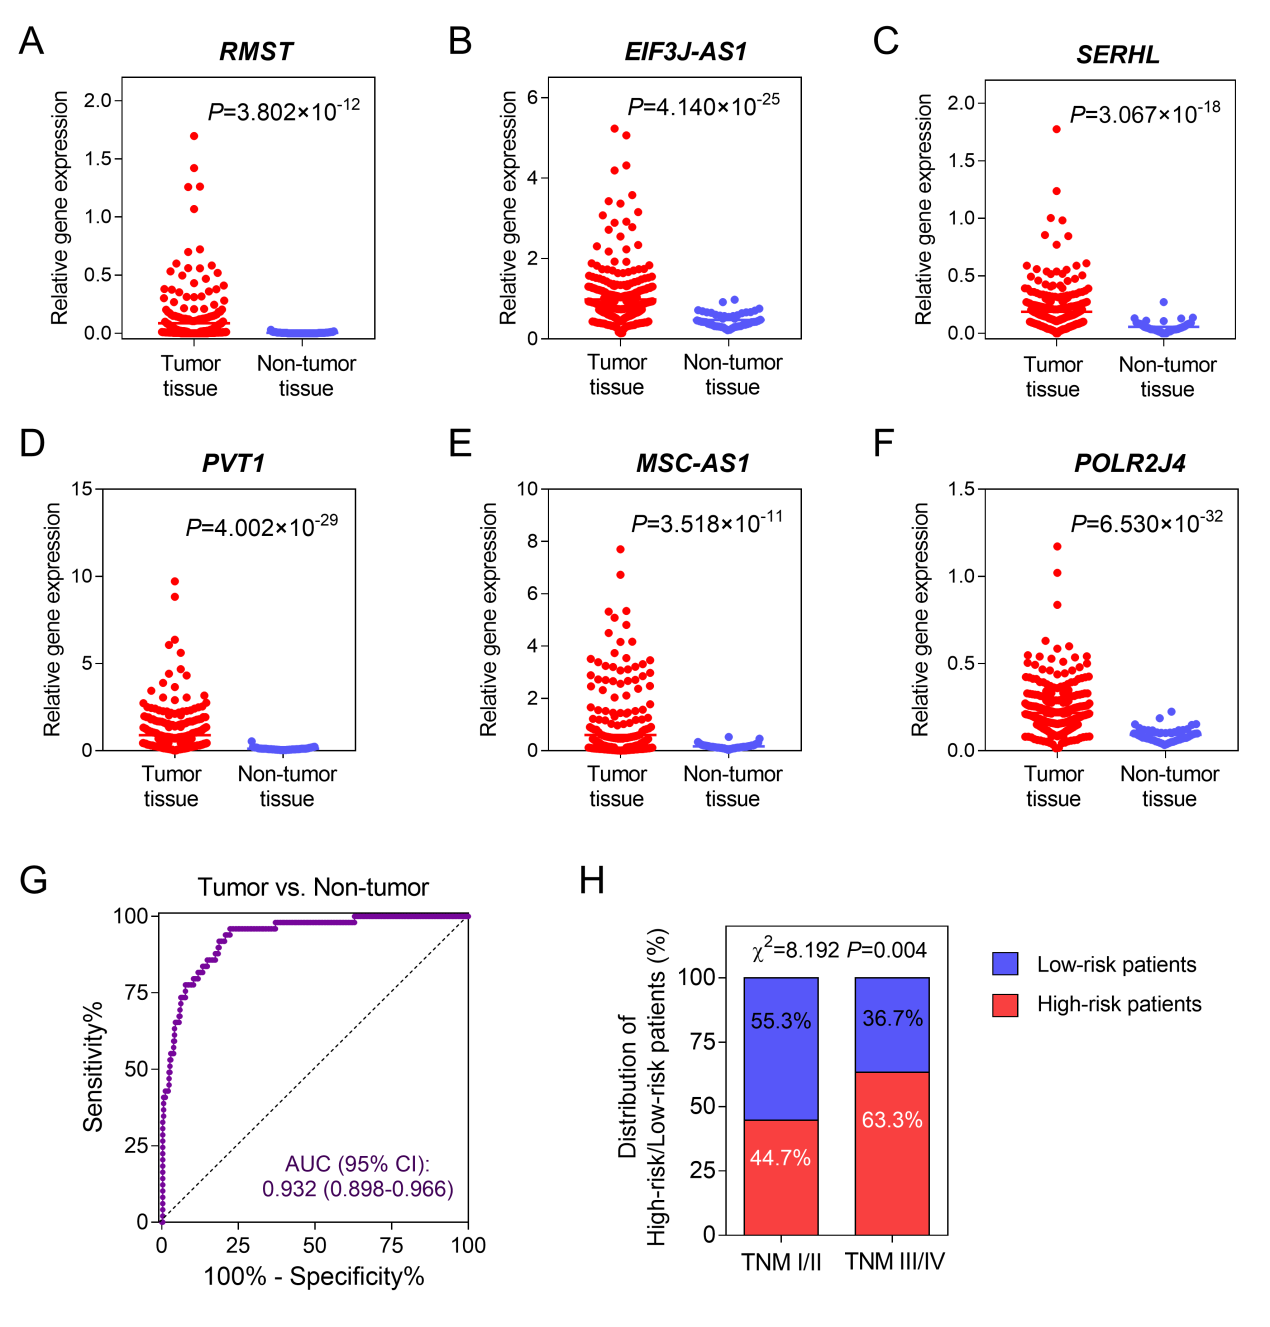 A
RMST
P=3.802×10-12
Relative gene expression
2.0
1.5
1.0
0.5
0.0
Tumor
tissue
Non-tumor
tissue
B
EIF3J-AS1
P=4.140×10-25
Relative gene expression
6
4
2
0
Tumor
tissue
Non-tumor
tissue
C
SERHL
P=3.067×10-18
Relative gene expression
2.0
1.5
1.0
0.5
0.0
Tumor
tissue
Non-tumor
tissue
D
PVT1
P=4.002×10-29
Relative gene expression
15
10
5
0
Tumor
tissue
Non-tumor
tissue
E
MSC-AS1
P=3.518×10-11
Relative gene expression
10
8
6
4
2
0
Tumor
tissue
Non-tumor
tissue
F
POLR2J4
P=6.530×10-32
Relative gene expression
1.5
1.0
0.5
0.0
Tumor
tissue
Non-tumor
tissue
G
Tumor vs. Non-tumor
Sensitivity%
100
75
50
25
0
AUC (95% CI):
0.932 (0.898-0.966)
0 25 50 75 100
100% - Specificity%
H
χ2=8.192 P=0.004
Distribution of
High-risk/Low-risk patients (%)
100
75
50
25
0
55.3%
44.7%
36.7%
63.3%
TNM I/II
TNM III/IV
Low-risk patients
High-risk patients